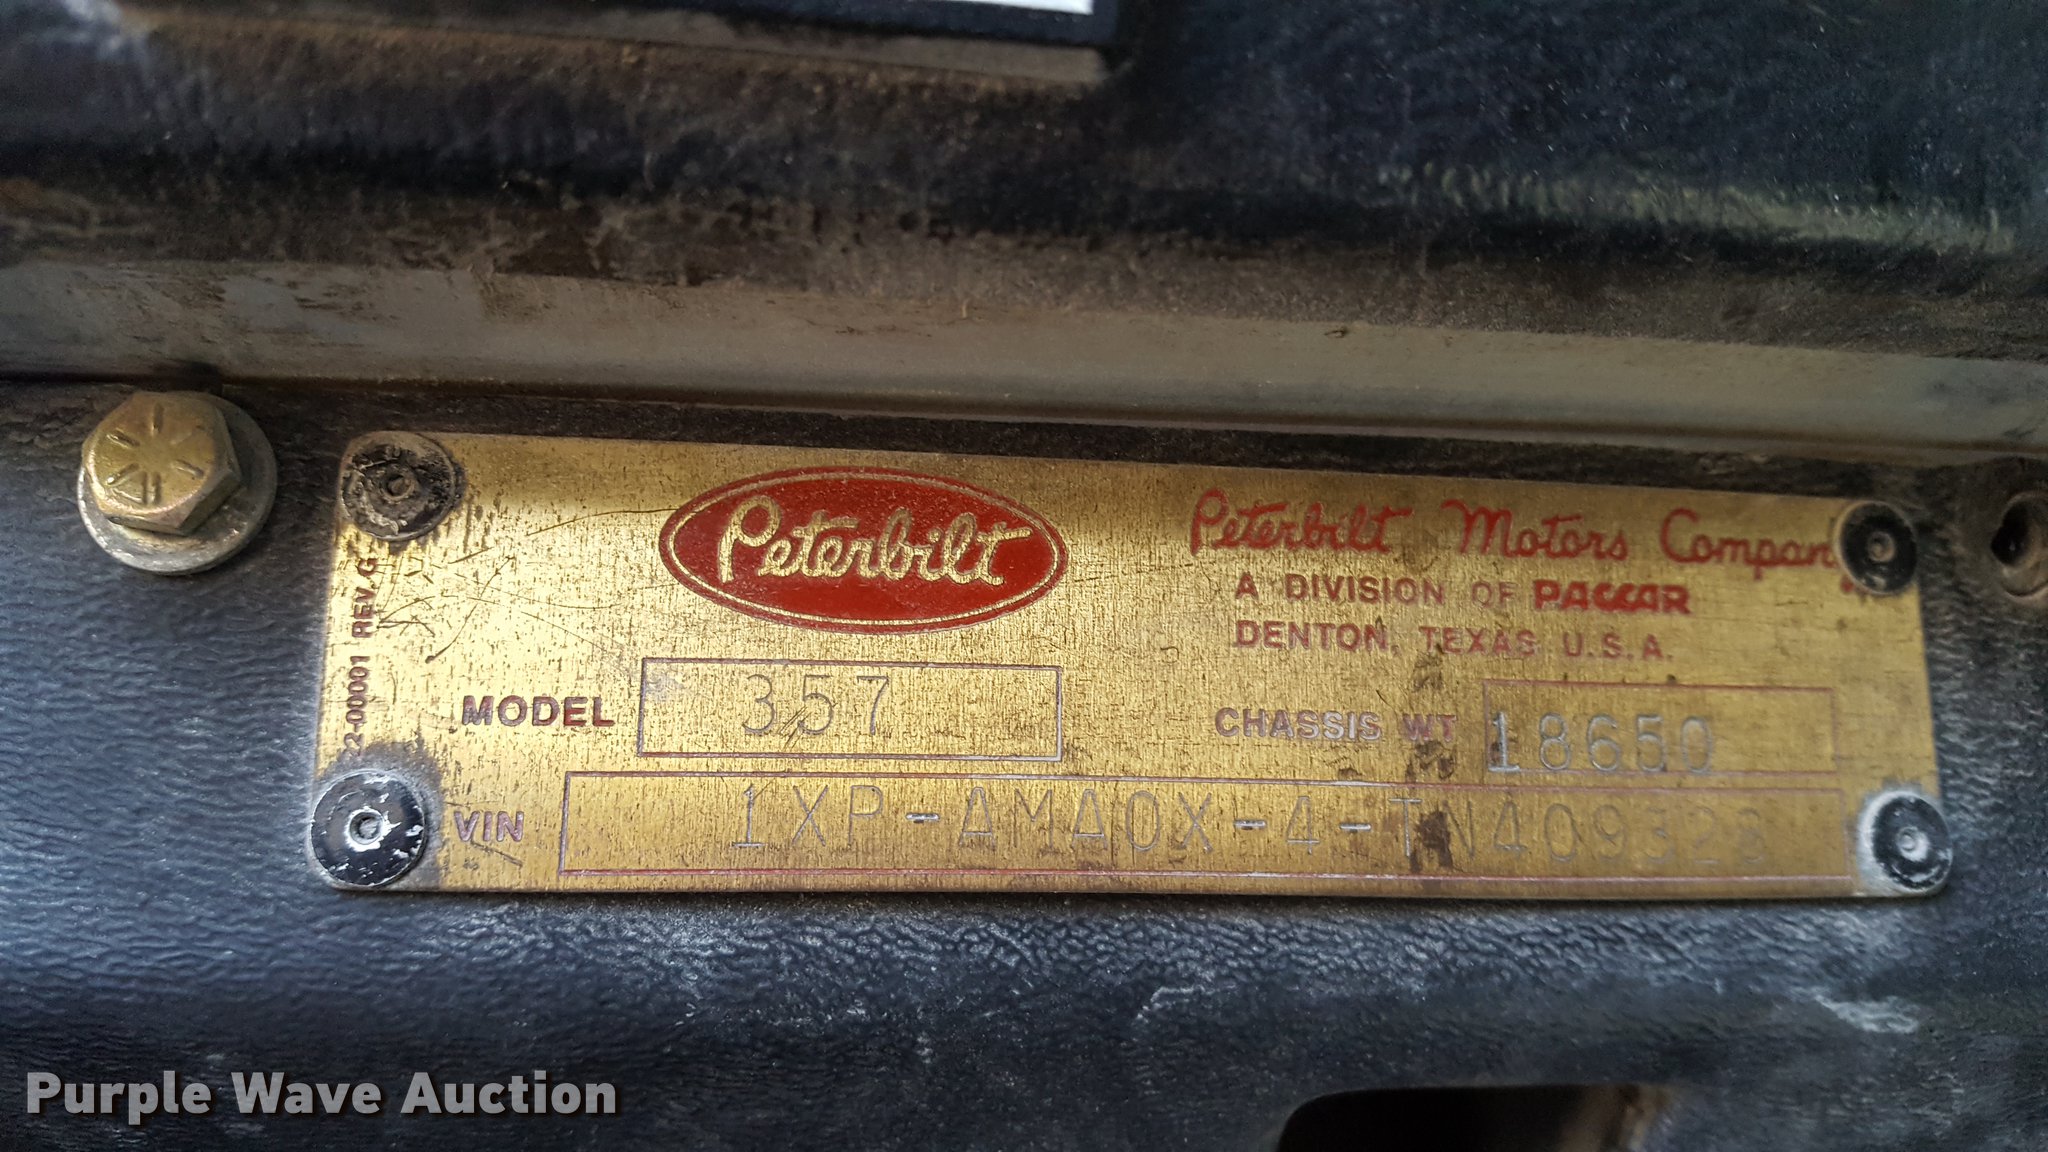 Peterbilt
Peterbilt Motors Company
A DIVISION OF PACCAR
DENTON, TEXAS U.S.A.
22-00001 REV. G
MODEL 357
CHASSIS WT 18650
VIN 1XP-AMA0X-4-TN409328
Purple Wave Auction